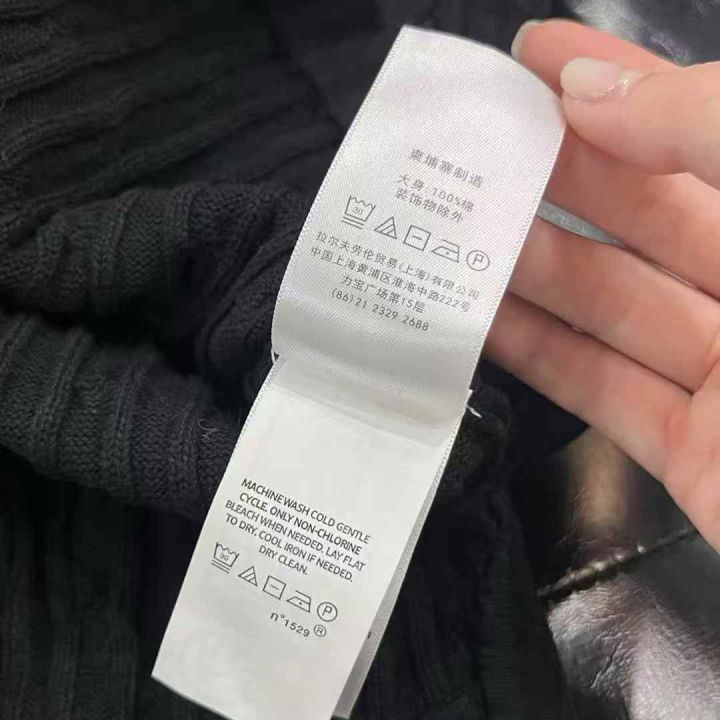 柬埔寨制造
大身 100%棉
装饰物除外
30
P
拉尔夫劳伦贸易(上海)有限公司
中国上海黄浦区淮海中路222号
力宝广场第15层
(86)21 2329 2688
MACHINE WASH COLD GENTLE
CYCLE. ONLY NON-CHLORINE
BLEACH WHEN NEEDED. LAY FLAT
TO DRY. COOL IRON IF NEEDED.
DRY CLEAN.
30
P
n°1529®